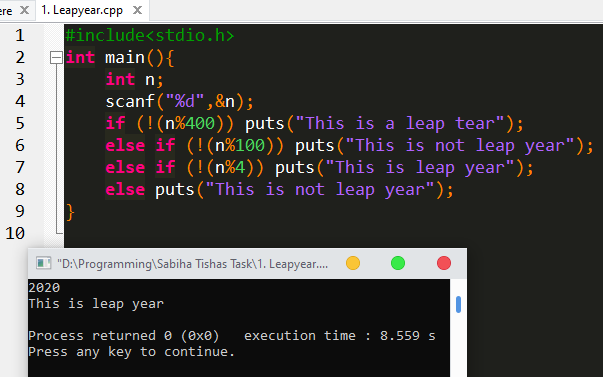 ere × 1. Leapyear.cpp ×
1 #include<stdio.h>
2 int main(){
3 int n;
4 scanf("%d",&n);
5 if (!(n%400)) puts("This is a leap tear");
6 else if (!(n%100)) puts("This is not leap year");
7 else if (!(n%4)) puts("This is leap year");
8 else puts("This is not leap year");
9 }
10
"D:\Programming\Sabiha Tishas Task\1. Leapyear....
2020
This is leap year
Process returned 0 (0x0) execution time : 8.559 s
Press any key to continue.